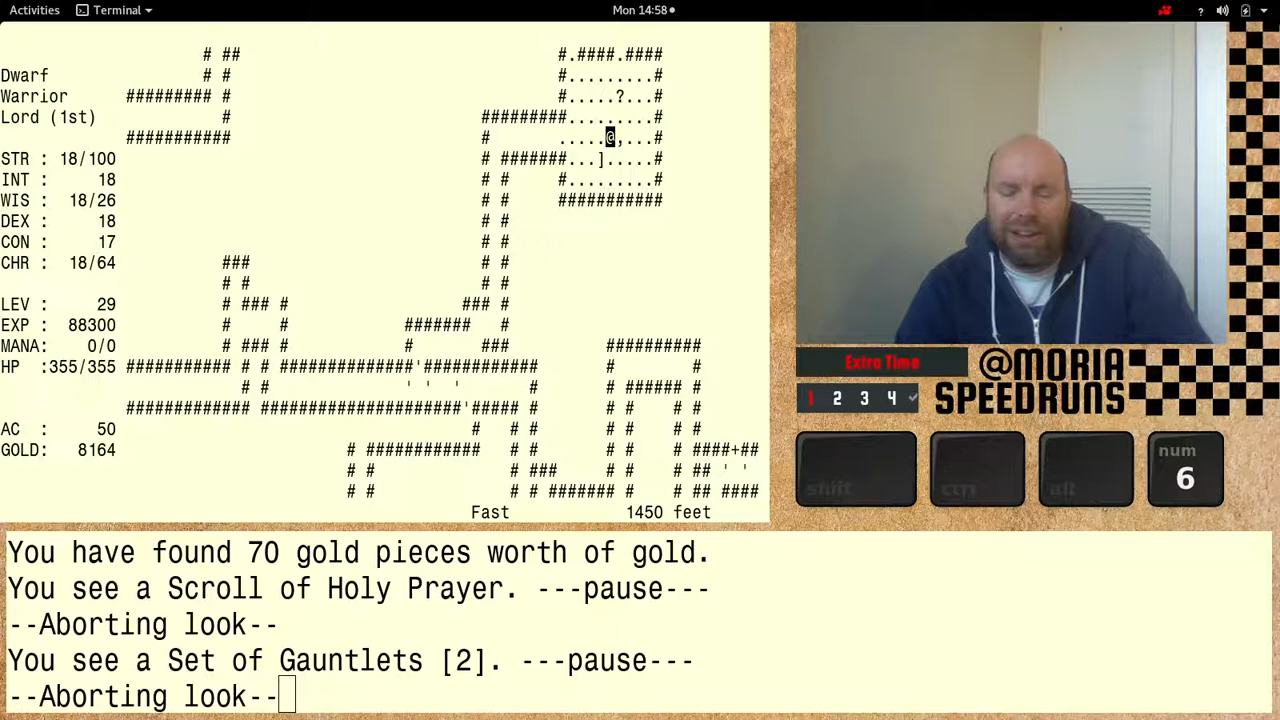 Activities Terminal Mon 14:58 ?
# ## #.####.####
Dwarf # # #.........#
Warrior ######### # #.....?...#
Lord (1st) # #########.........#
########### # .....@,...#
STR : 18/100 # #######...].....#
INT : 18 # # #.........#
WIS : 18/26 # # ###########
DEX : 18 # #
CON : 17 # #
CHR : 18/64 ### # #
# # # #
LEV : 29 # ### # ### #
EXP : 88300 # # ####### #
MANA: 0/0 # ### # # ### ##########
HP :355/355 ########### # # ##############'############ # #
# # ' ' ' # # ###### #
############# #####################'##### # # # # #
AC : 50 # # # # # # #
GOLD: 8164 # ############ # # # # # ####+##
# # # ### # # # ## ' '
# # # # ####### # # ## ####
Fast 1450 feet
Extra Time
1 2 3 4
@MORIA
SPEEDRUNS
shift
ctrl
alt
num
6
You have found 70 gold pieces worth of gold.
You see a Scroll of Holy Prayer. ---pause---
--Aborting look--
You see a Set of Gauntlets [2]. ---pause---
--Aborting look--